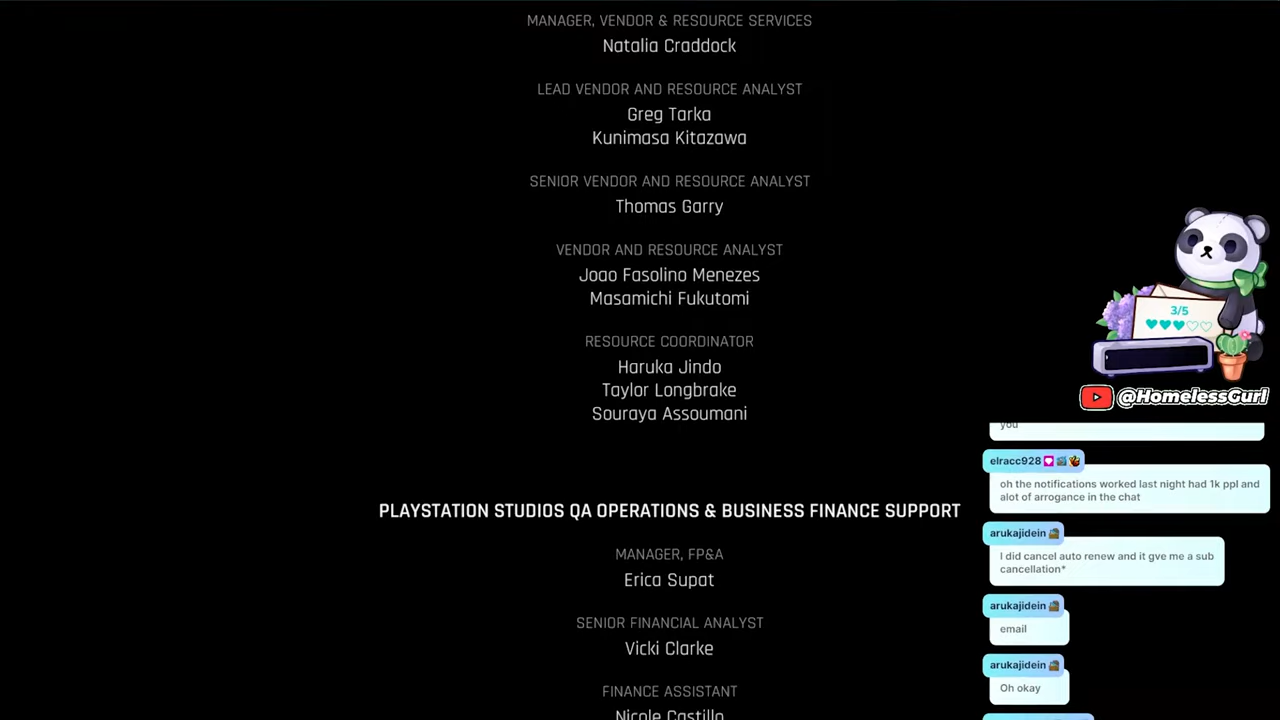 MANAGER, VENDOR & RESOURCE SERVICES
Natalia Craddock
LEAD VENDOR AND RESOURCE ANALYST
Greg Tarka
Kunimasa Kitazawa
SENIOR VENDOR AND RESOURCE ANALYST
Thomas Garry
VENDOR AND RESOURCE ANALYST
Joao Fasolino Menezes
Masamichi Fukutomi
RESOURCE COORDINATOR
Haruka Jindo
Taylor Longbrake
Souraya Assoumani
PLAYSTATION STUDIOS QA OPERATIONS & BUSINESS FINANCE SUPPORT
MANAGER, FP&A
Erica Supat
SENIOR FINANCIAL ANALYST
Vicki Clarke
FINANCE ASSISTANT
Nicole Castillo
3/5
@HomelessGurl
you
elracc928
oh the notifications worked last night had 1k ppl and
alot of arrogance in the chat
arukajidein
I did cancel auto renew and it gve me a sub
cancellation*
arukajidein
email
arukajidein
Oh okay